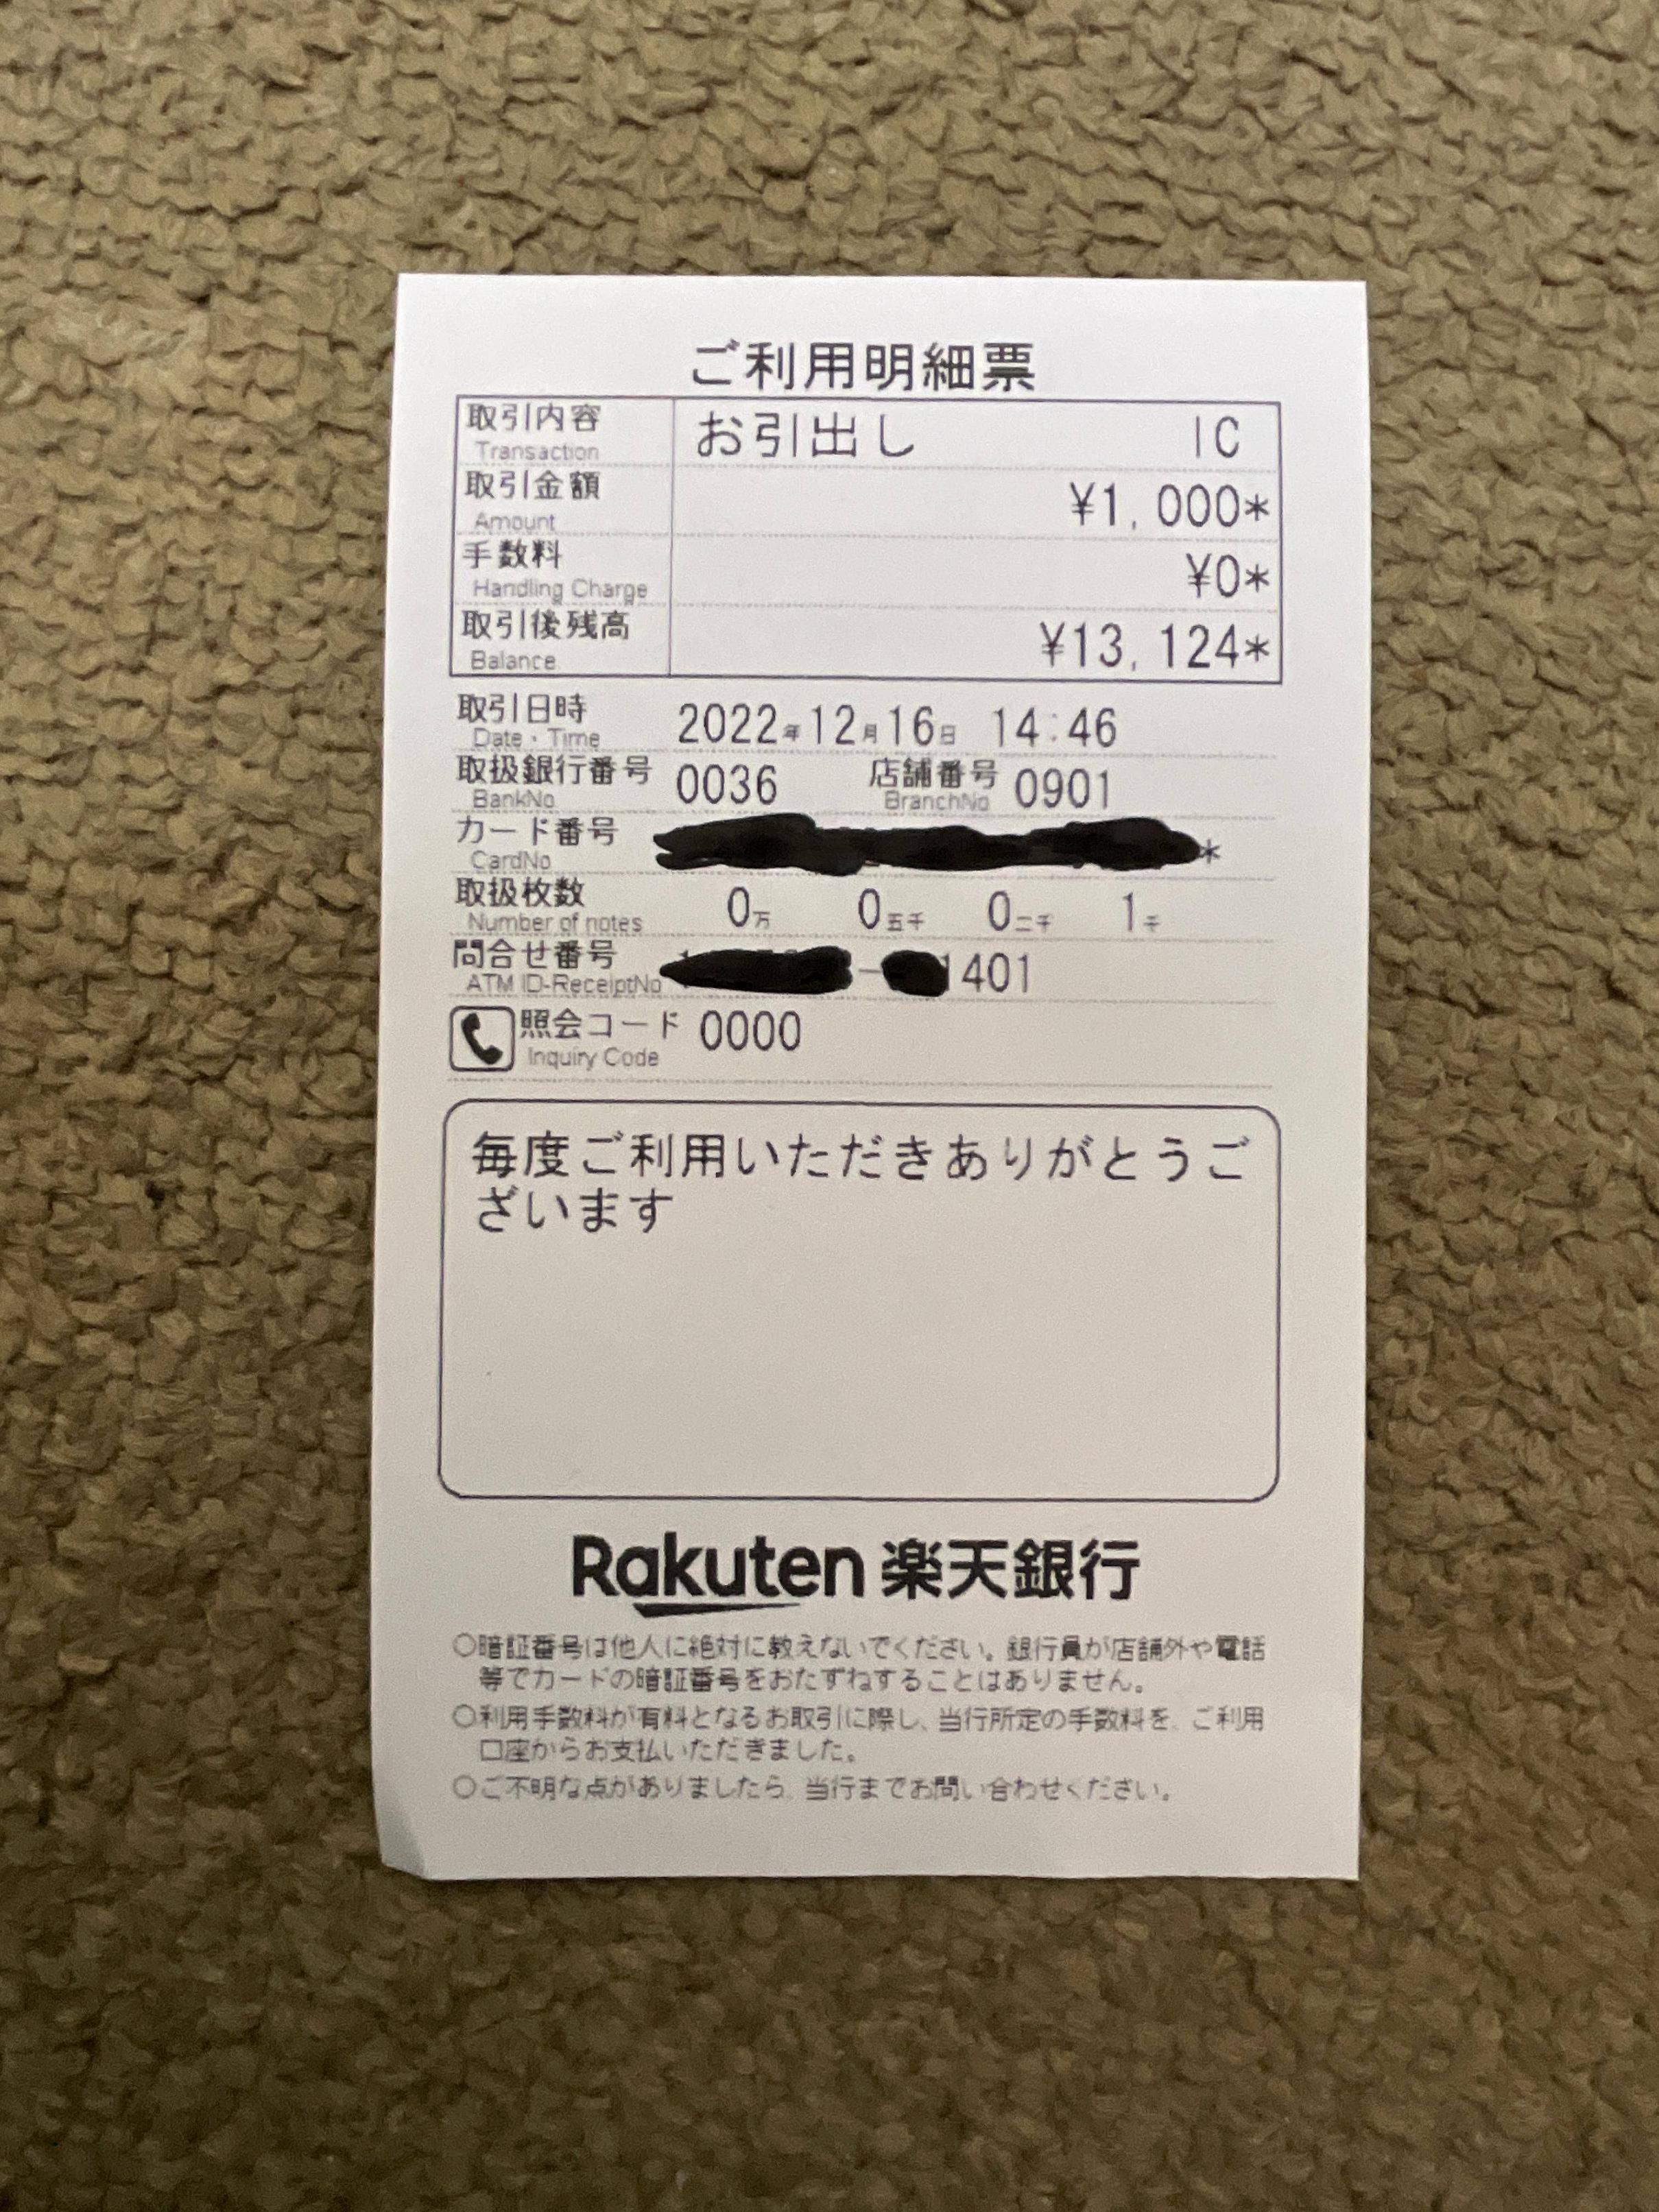 ご利用明細票
取引内容 お引出し IC
Transaction
取引金額 ¥1,000*
Amount
手数料 ¥0*
Handling Charge
取引後残高 ¥13,124*
Balance
取引日時 2022年12月16日 14:46
Date・Time
取扱銀行番号 0036 店舗番号 0901
BankNo BranchNo
カード番号 *
CardNo
取扱枚数 0万 0五千 0二千 1千
Number of notes
問合せ番号 - 1401
ATM ID-ReceiptNo
照会コード 0000
Inquiry Code
毎度ご利用いただきありがとうご
ざいます
Rakuten 楽天銀行
○暗証番号は他人に絶対に教えないでください。銀行員が店舗外や電話
等でカードの暗証番号をおたずねすることはありません。
○利用手数料が有料となるお取引に際し、当行所定の手数料を、ご利用
口座からお支払いただきました。
○ご不明な点がありましたら、当行までお問い合わせください。